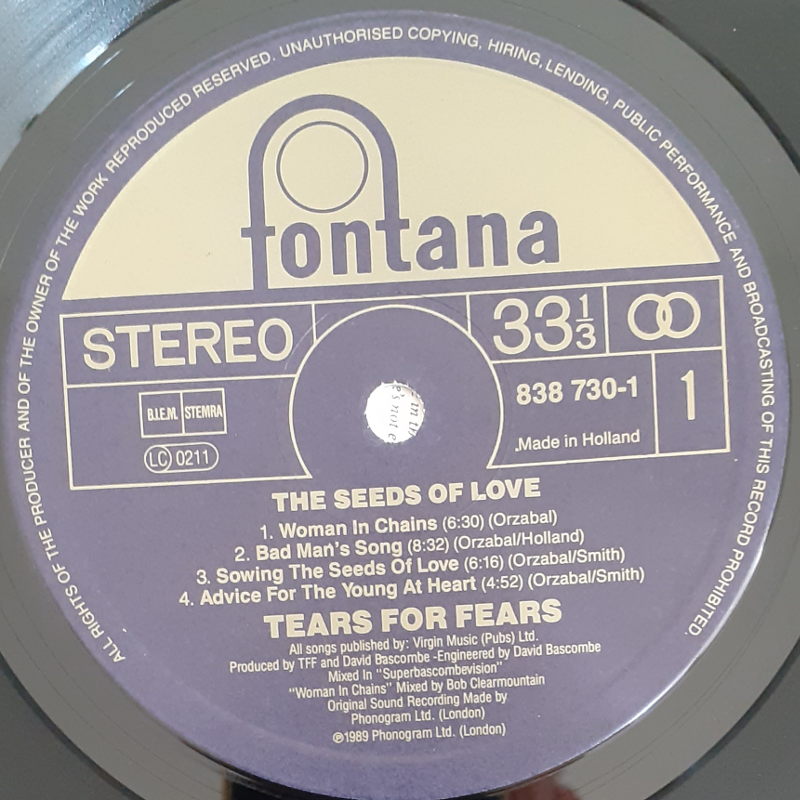 ALL RIGHTS OF THE PRODUCER AND OF THE OWNER OF THE WORK REPRODUCED RESERVED. UNAUTHORISED COPYING, HIRING, LENDING, PUBLIC PERFORMANCE AND BROADCASTING OF THIS RECORD PROHIBITED.
fontana
STEREO
33 1/3
B.I.E.M. STEMRA
838 730-1
1
LC 0211
Made in Holland
THE SEEDS OF LOVE
1. Woman In Chains (6:30) (Orzabal)
2. Bad Man's Song (8:32) (Orzabal/Holland)
3. Sowing The Seeds Of Love (6:16) (Orzabal/Smith)
4. Advice For The Young At Heart (4:52) (Orzabal/Smith)
TEARS FOR FEARS
All songs published by: Virgin Music (Pubs) Ltd.
Produced by TFF and David Bascombe -Engineered by David Bascombe
Mixed In "Superbascombevision"
"Woman In Chains" Mixed by Bob Clearmountain
Original Sound Recording Made by
Phonogram Ltd. (London)
℗1989 Phonogram Ltd. (London)